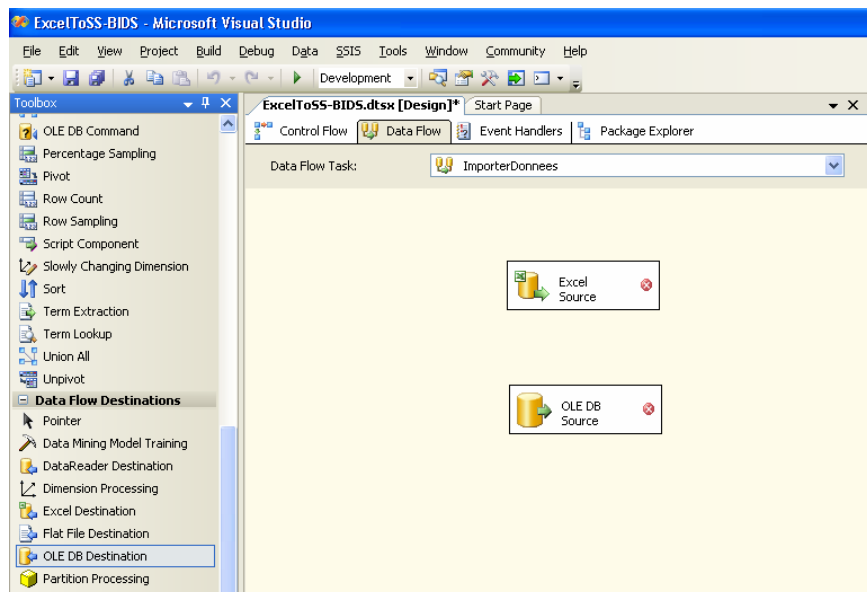 ExcelToSS-BIDS - Microsoft Visual Studio
File Edit View Project Build Debug Data SSIS Tools Window Community Help
Development
Toolbox
ExcelToSS-BIDS.dtsx [Design]* Start Page
Control Flow Data Flow Event Handlers Package Explorer
Data Flow Task: ImporterDonnees
OLE DB Command
Percentage Sampling
Pivot
Row Count
Row Sampling
Script Component
Slowly Changing Dimension
Sort
Term Extraction
Term Lookup
Union All
Unpivot
Data Flow Destinations
Pointer
Data Mining Model Training
DataReader Destination
Dimension Processing
Excel Destination
Flat File Destination
OLE DB Destination
Partition Processing
Excel
Source
OLE DB
Source